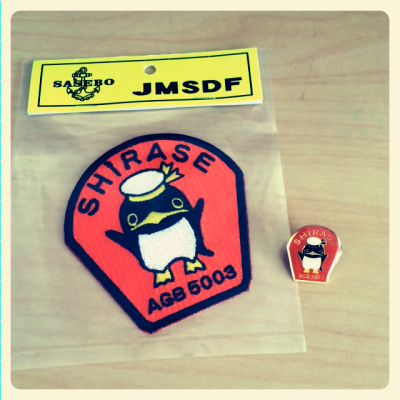 SASEBO
JMSDF
SHIRASE
AGB 5003
SHIRASE